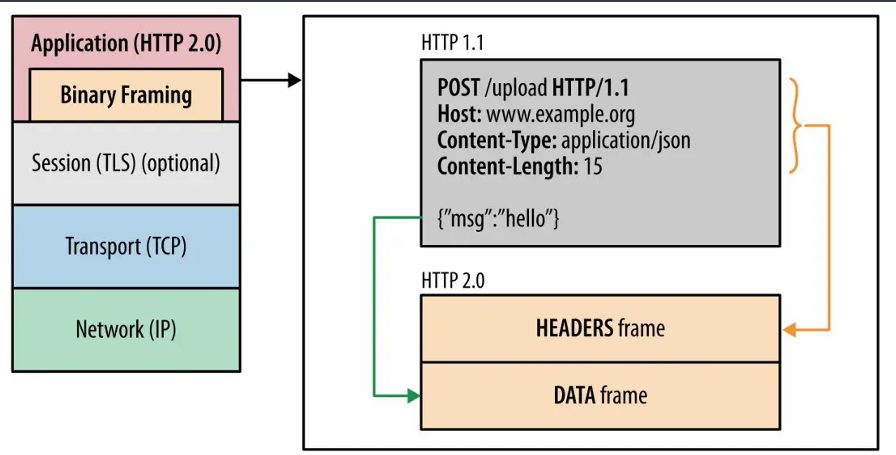 Application (HTTP 2.0)
Binary Framing
Session (TLS) (optional)
Transport (TCP)
Network (IP)
HTTP 1.1
POST /upload HTTP/1.1
Host: www.example.org
Content-Type: application/json
Content-Length: 15
{”msg”:”hello”}
HTTP 2.0
HEADERS frame
DATA frame